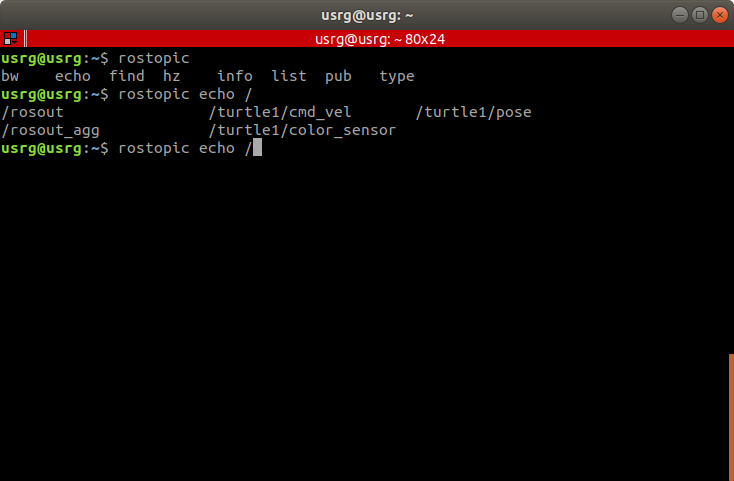 usrg@usrg: ~
usrg@usrg: ~ 80x24
usrg@usrg:~$ rostopic
bw    echo  find  hz    info  list  pub   type
usrg@usrg:~$ rostopic echo /
/rosout                /turtle1/cmd_vel       /turtle1/pose
/rosout_agg            /turtle1/color_sensor
usrg@usrg:~$ rostopic echo /